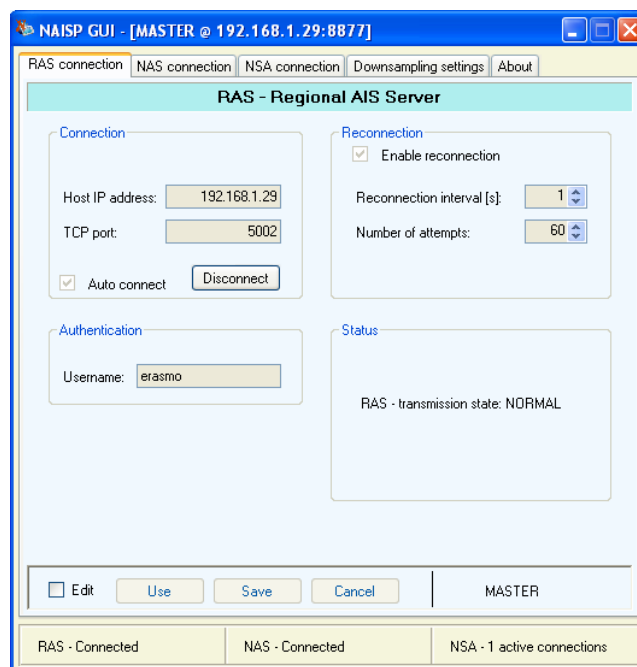 NAISP GUI - [MASTER @ 192.168.1.29:8877]
RAS connection NAS connection NSA connection Downsampling settings About
RAS - Regional AIS Server
Connection
Host IP address: 192.168.1.29
TCP port: 5002
Auto connect Disconnect
Reconnection
Enable reconnection
Reconnection interval [s]: 1
Number of attempts: 60
Authentication
Username: erasmo
Status
RAS - transmission state: NORMAL
Edit Use Save Cancel MASTER
RAS - Connected NAS - Connected NSA - 1 active connections